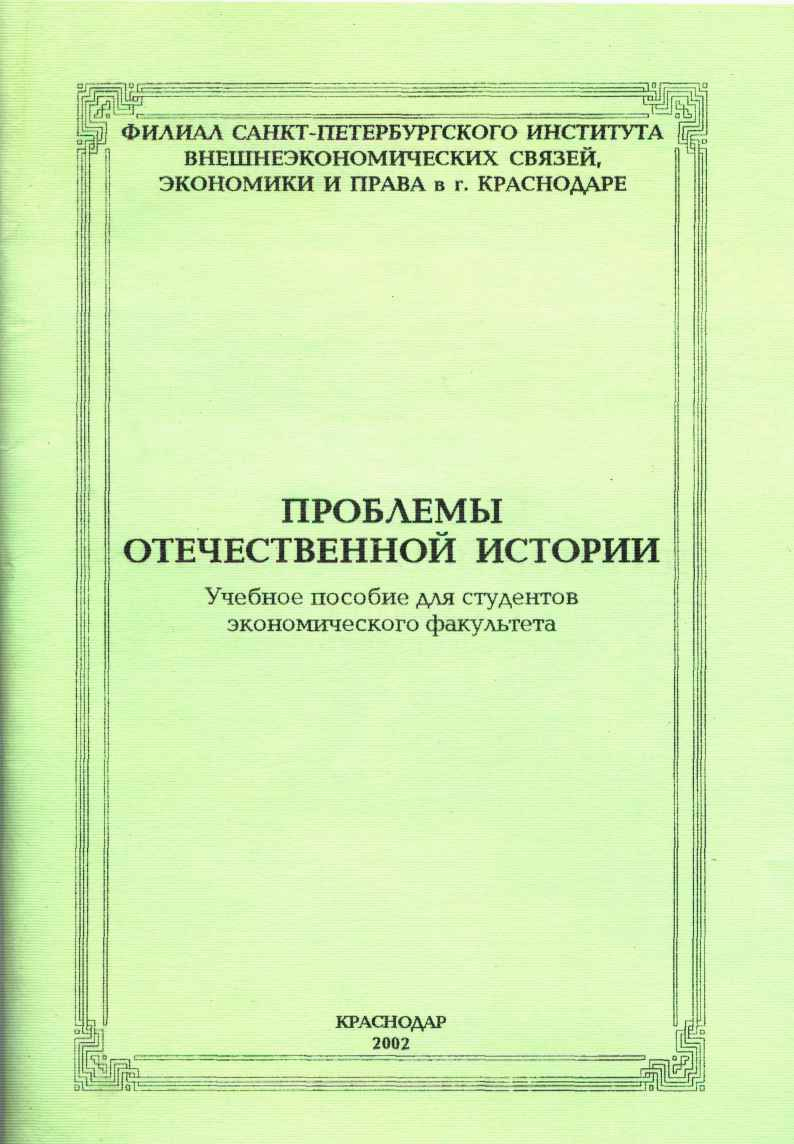 ФИЛИАЛ САНКТ-ПЕТЕРБУРГСКОГО ИНСТИТУТА
ВНЕШНЕЭКОНОМИЧЕСКИХ СВЯЗЕЙ,
ЭКОНОМИКИ И ПРАВА в г. КРАСНОДАРЕ
ПРОБЛЕМЫ
ОТЕЧЕСТВЕННОЙ ИСТОРИИ
Учебное пособие для студентов
экономического факультета
КРАСНОДАР
2002